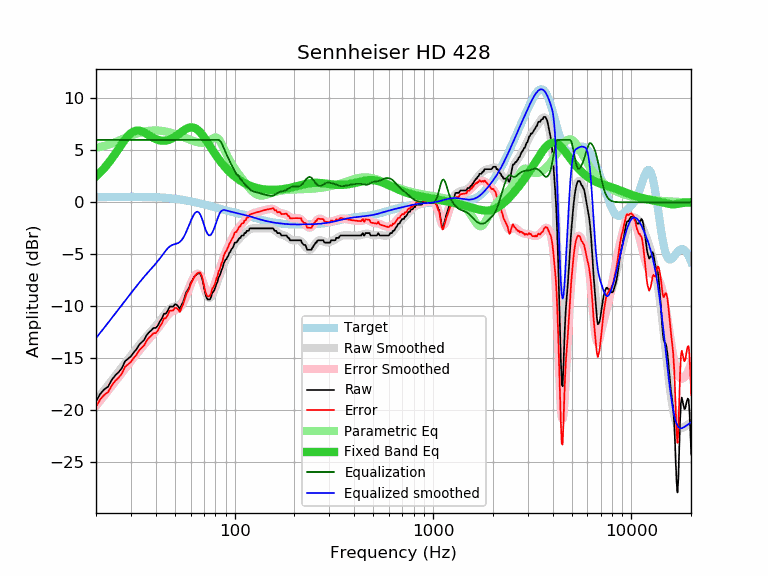 Sennheiser HD 428
10
5
0
−5
−10
−15
−20
−25
Amplitude (dBr)
Target
Raw Smoothed
Error Smoothed
Raw
Error
Parametric Eq
Fixed Band Eq
Equalization
Equalized smoothed
100 1000 10000
Frequency (Hz)